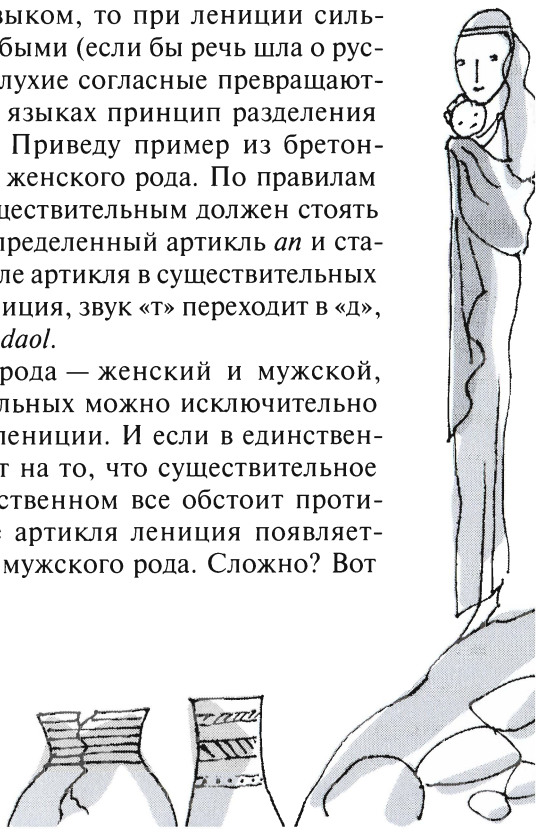 зыком, то при лениции силь-
быми (если бы речь шла о рус-
лухие согласные превращают-
языках принцип разделения
Приведу пример из бретон-
женского рода. По правилам
ществительным должен стоять
пределенный артикль an и ста-
ле артикля в существительных
иция, звук «т» переходит в «д»,
daol.
рода — женский и мужской,
льных можно исключительно
лениции. И если в единствен-
т на то, что существительное
ственном все обстоит проти-
е артикля лениция появляет-
мужского рода. Сложно? Вот